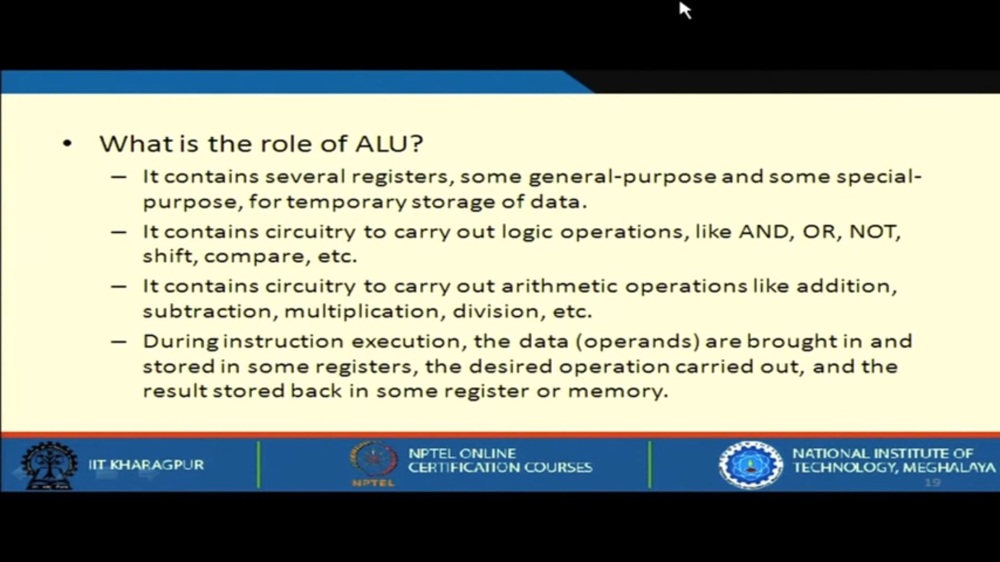 • What is the role of ALU?
– It contains several registers, some general-purpose and some special-
purpose, for temporary storage of data.
– It contains circuitry to carry out logic operations, like AND, OR, NOT,
shift, compare, etc.
– It contains circuitry to carry out arithmetic operations like addition,
subtraction, multiplication, division, etc.
– During instruction execution, the data (operands) are brought in and
stored in some registers, the desired operation carried out, and the
result stored back in some register or memory.
IIT KHARAGPUR
NPTEL
NPTEL ONLINE
CERTIFICATION COURSES
NATIONAL INSTITUTE OF
TECHNOLOGY, MEGHALAYA
19